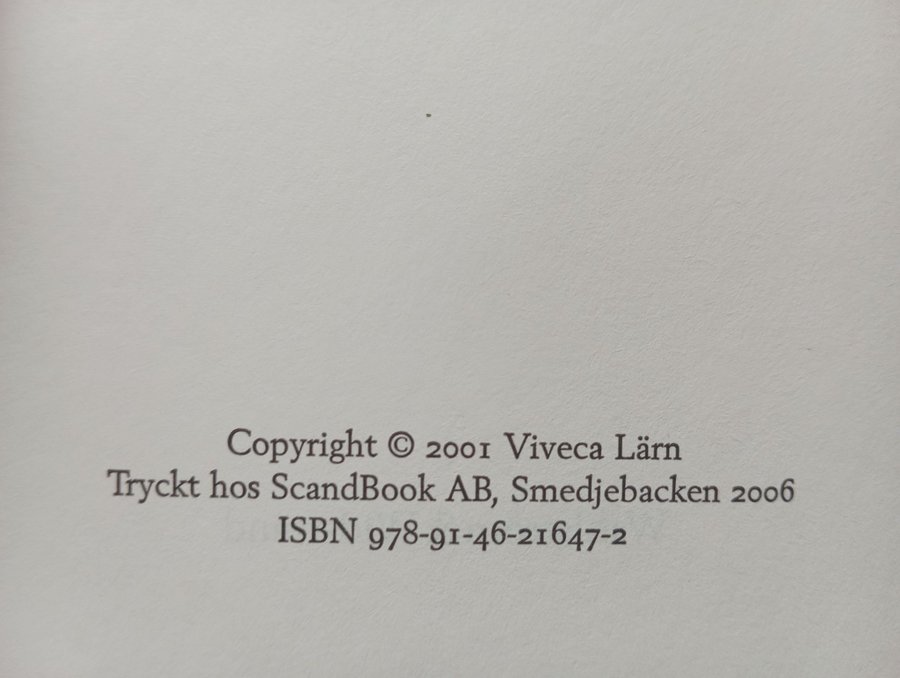 Copyright © 2001 Viveca Lärn
Tryckt hos ScandBook AB, Smedjebacken 2006
ISBN 978-91-46-21647-2